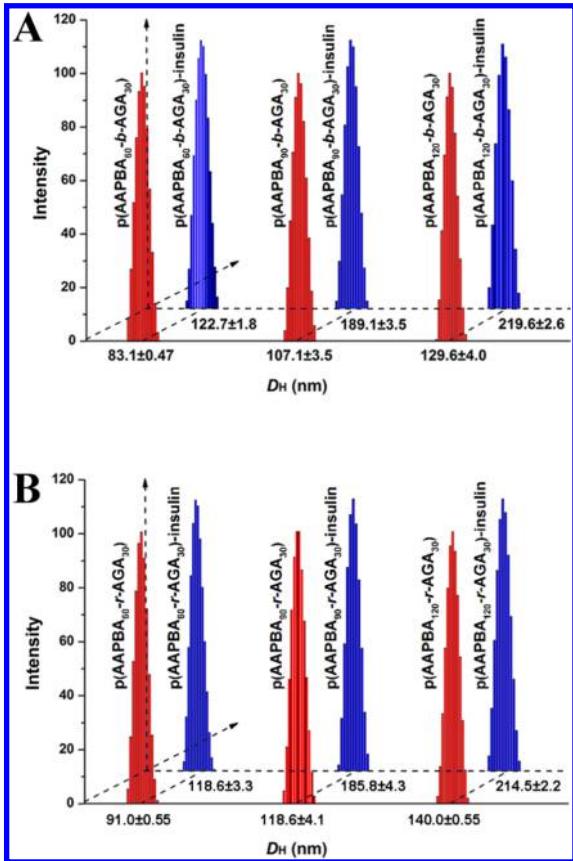 A
120
100
80
60
40
20
0
Intensity
p(AAPBA60-b-AGA30)
p(AAPBA60-b-AGA30)-insulin
p(AAPBA90-b-AGA30)
p(AAPBA90-b-AGA30)-insulin
p(AAPBA120-b-AGA30)
p(AAPBA120-b-AGA30)-insulin
122.7±1.8
189.1±3.5
219.6±2.6
83.1±0.47
107.1±3.5
129.6±4.0
DH (nm)
B
120
100
80
60
40
20
0
Intensity
p(AAPBA60-r-AGA30)
p(AAPBA60-r-AGA30)-insulin
p(AAPBA90-r-AGA30)
p(AAPBA90-r-AGA30)-insulin
p(AAPBA120-r-AGA30)
p(AAPBA120-r-AGA30)-insulin
118.6±3.3
185.8±4.3
214.5±2.2
91.0±0.55
118.6±4.1
140.0±0.55
DH (nm)